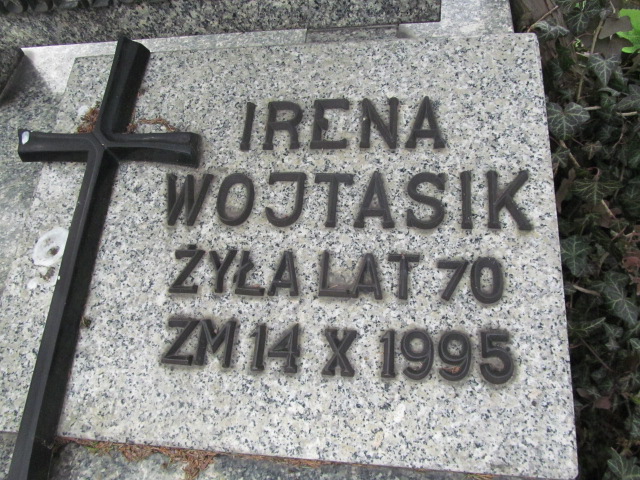 IRENA
WOJTASIK
ŻYŁA LAT 70
ZM 14 X 1995